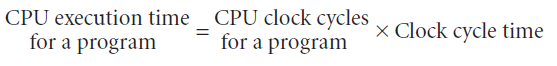 CPU execution time = CPU clock cycles × Clock cycle time
for a program for a program